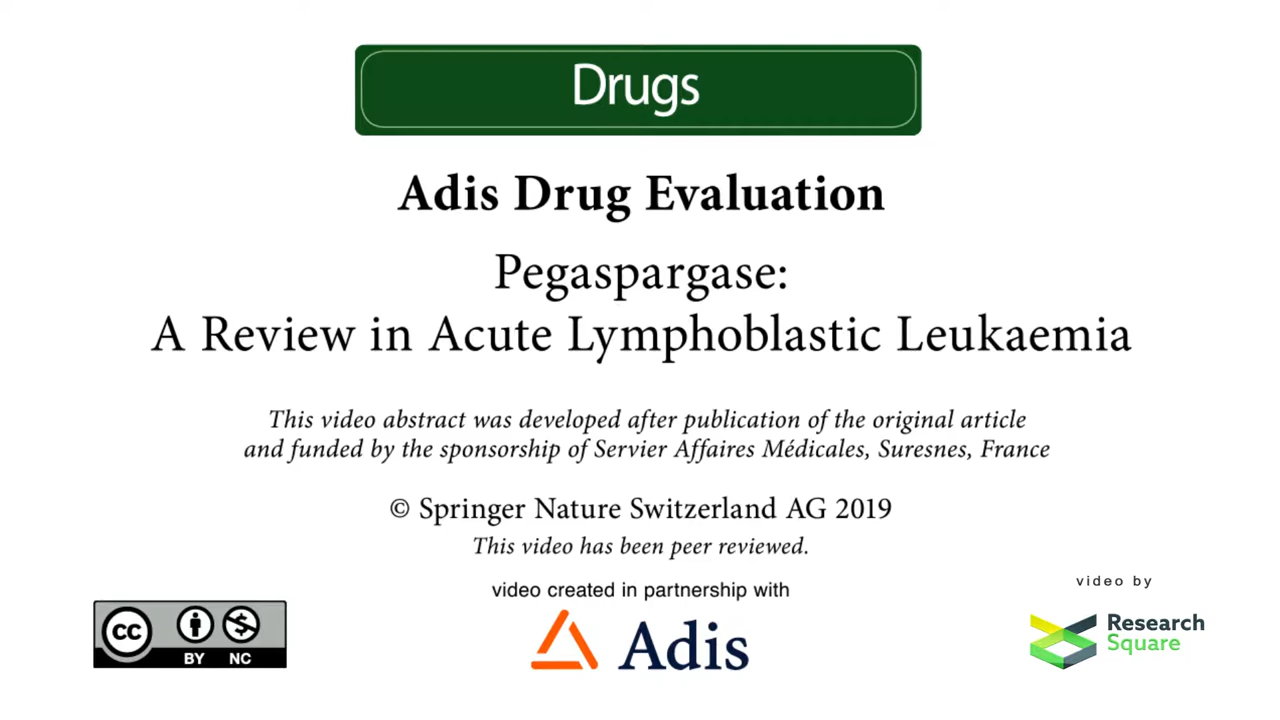 Drugs
Adis Drug Evaluation
Pegaspargase:
A Review in Acute Lymphoblastic Leukaemia
This video abstract was developed after publication of the original article
and funded by the sponsorship of Servier Affaires Médicales, Suresnes, France
© Springer Nature Switzerland AG 2019
This video has been peer reviewed.
video created in partnership with
Adis
video by
Research
Square
cc
BY NC